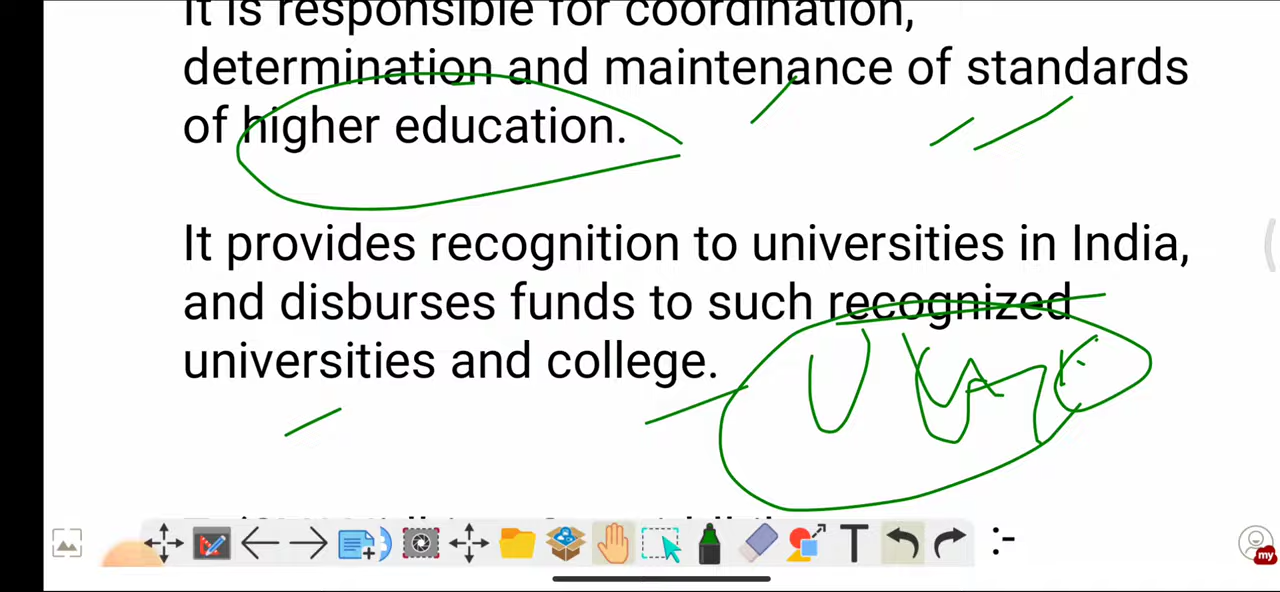 It is responsible for coordination,
determination and maintenance of standards
of higher education.
It provides recognition to universities in India,
and disburses funds to such recognized
universities and college.
T :-
my